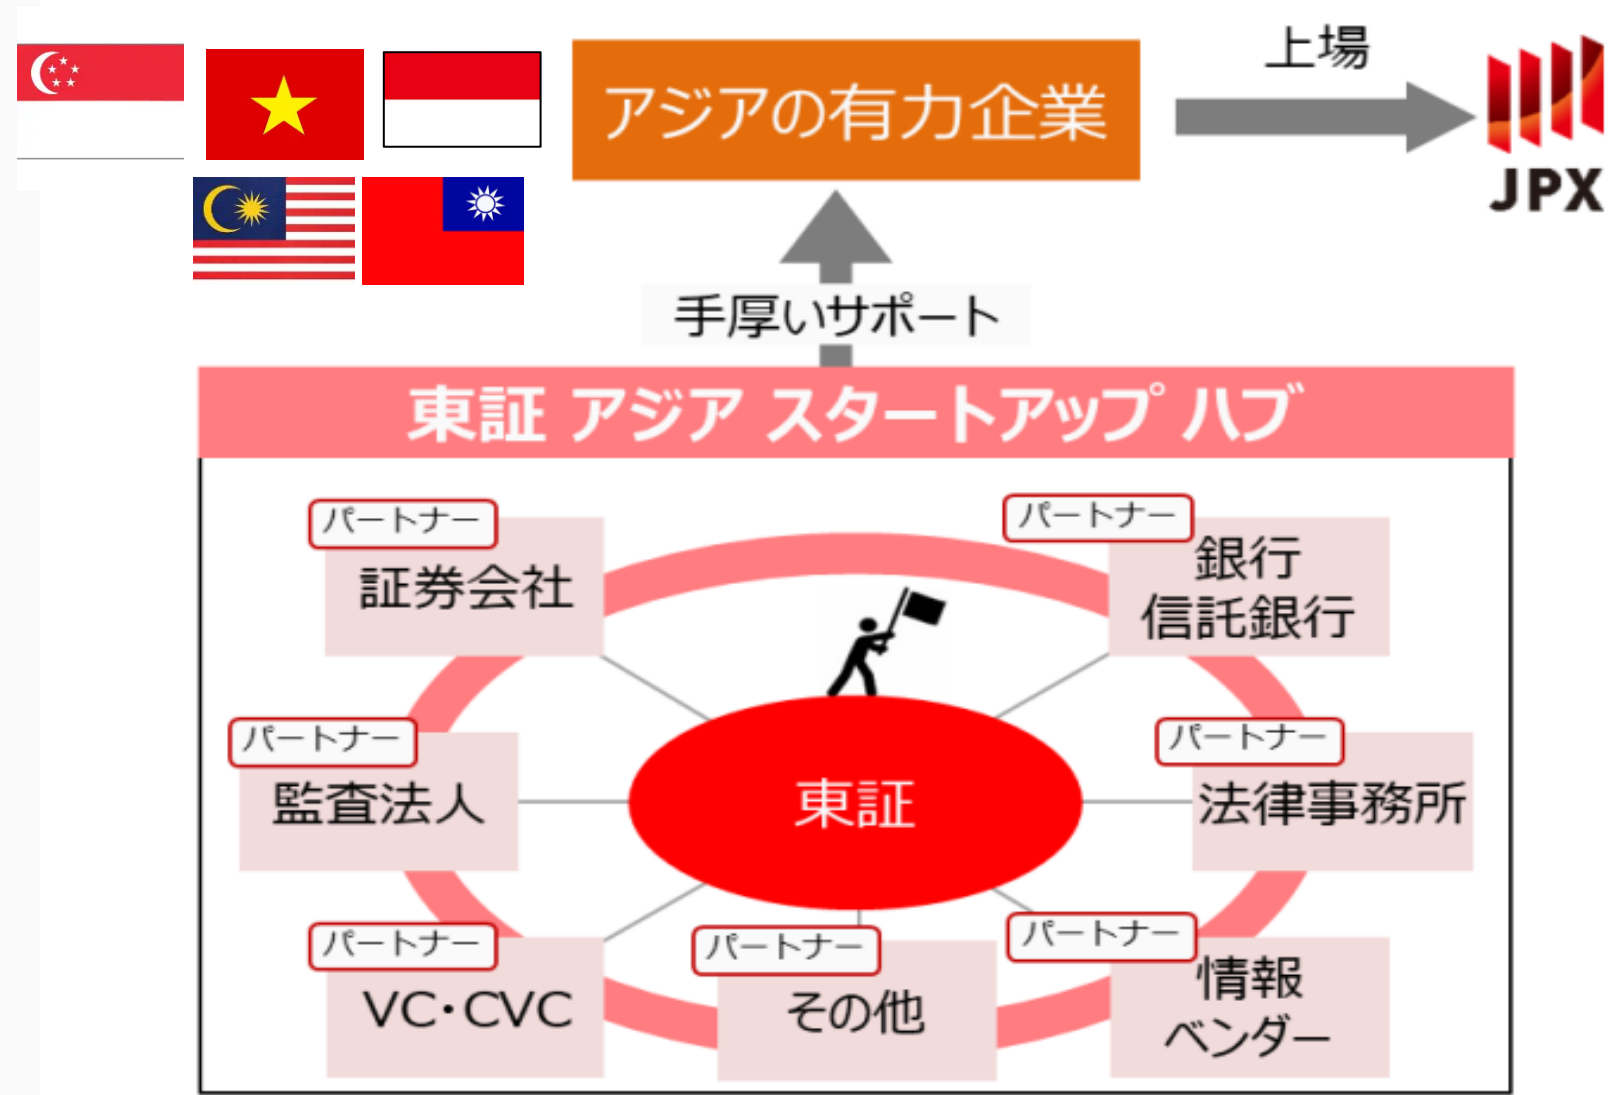 上場
アジアの有力企業
JPX
手厚いサポート
東証 アジア スタートアップ ハブ
パートナー
証券会社
パートナー
銀行
信託銀行
パートナー
監査法人
東証
パートナー
法律事務所
パートナー
VC・CVC
パートナー
その他
パートナー
情報
ベンダー